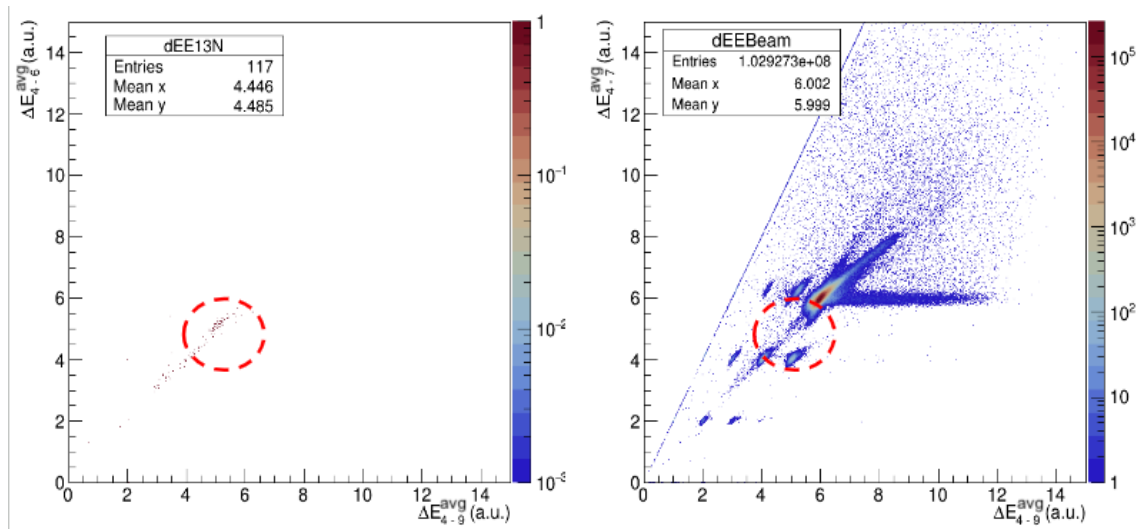 dEE13N
Entries 117
Mean x 4.446
Mean y 4.485
ΔE^avg_4-6 (a.u.)
14
12
10
8
6
4
2
0
0 2 4 6 8 10 12 14
ΔE^avg_4-9 (a.u.)
1
10^-1
10^-2
10^-3
dEEBeam
Entries 1.029273e+08
Mean x 6.002
Mean y 5.999
ΔE^avg_4-7 (a.u.)
14
12
10
8
6
4
2
0
0 2 4 6 8 10 12 14
ΔE^avg_4-9 (a.u.)
10^5
10^4
10^3
10^2
10
1